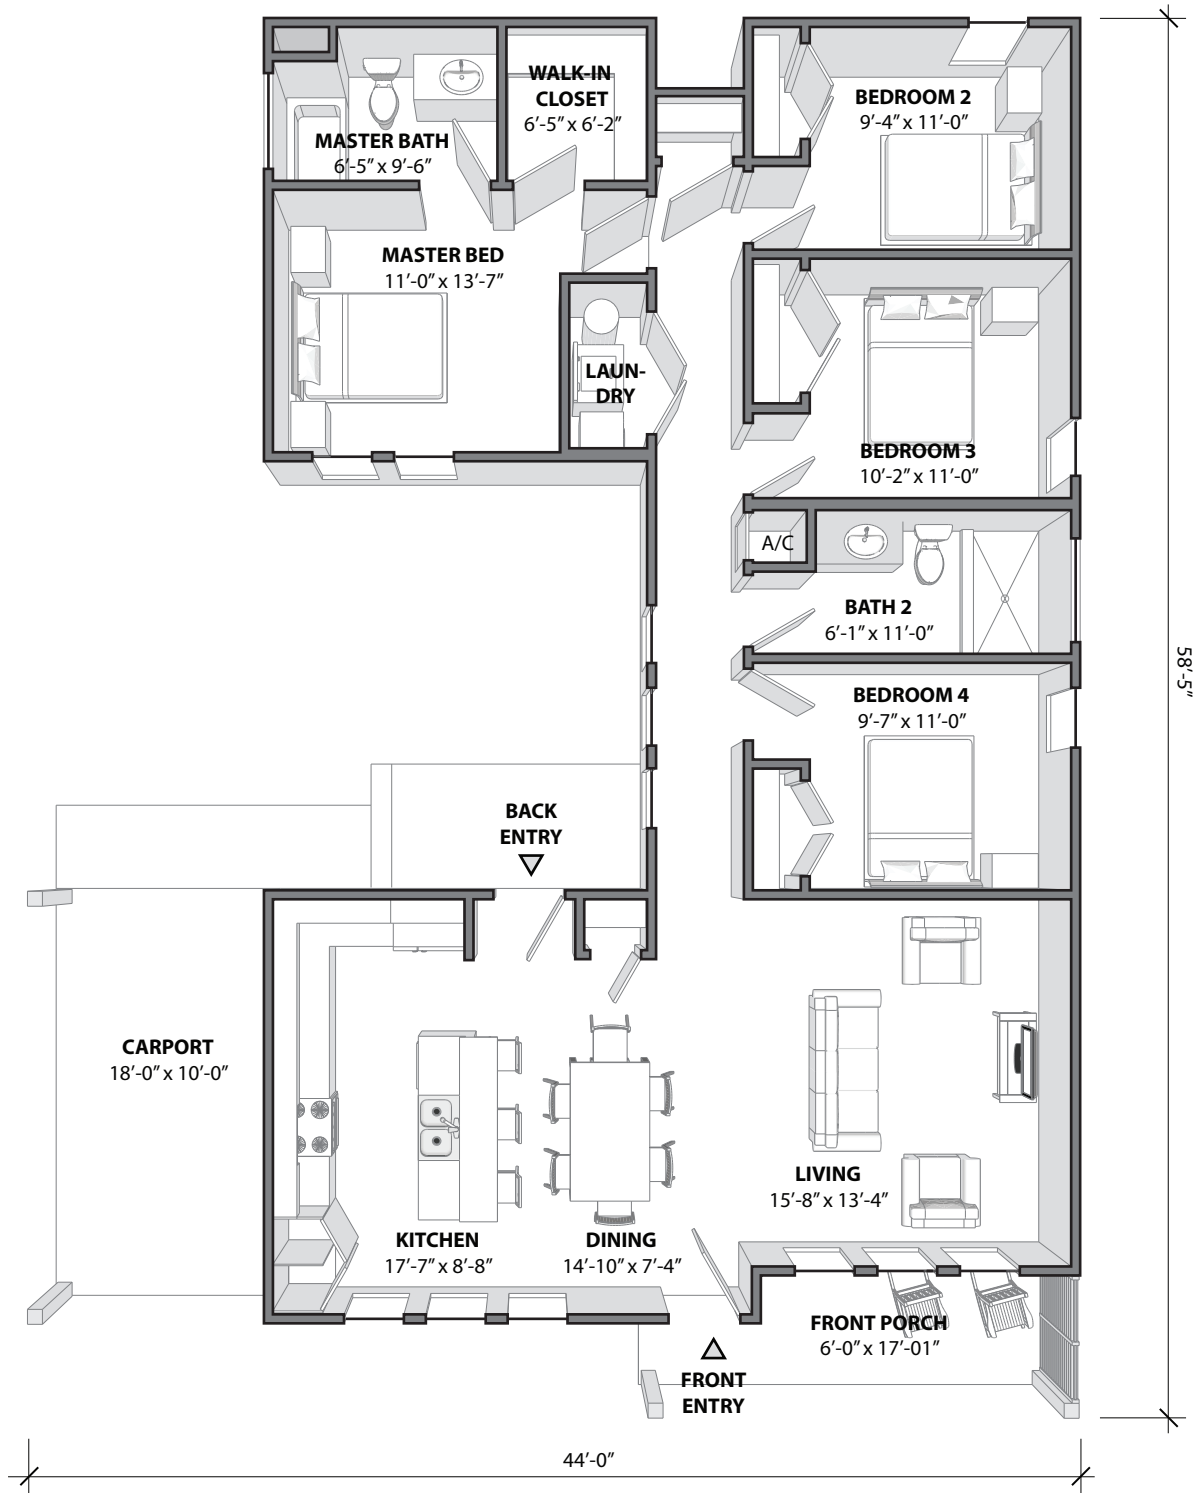 WALK-IN
CLOSET
6'-5" x 6'-2"
BEDROOM 2
9'-4" x 11'-0"
MASTER BATH
6'-5" x 9'-6"
MASTER BED
11'-0" x 13'-7"
LAUN-
DRY
BEDROOM 3
10'-2" x 11'-0"
A/C
BATH 2
6'-1" x 11'-0"
58'-5"
BEDROOM 4
9'-7" x 11'-0"
BACK
ENTRY
CARPORT
18'-0" x 10'-0"
LIVING
15'-8" x 13'-4"
KITCHEN
17'-7" x 8'-8"
DINING
14'-10" x 7'-4"
FRONT PORCH
6'-0" x 17'-01"
FRONT
ENTRY
44'-0"